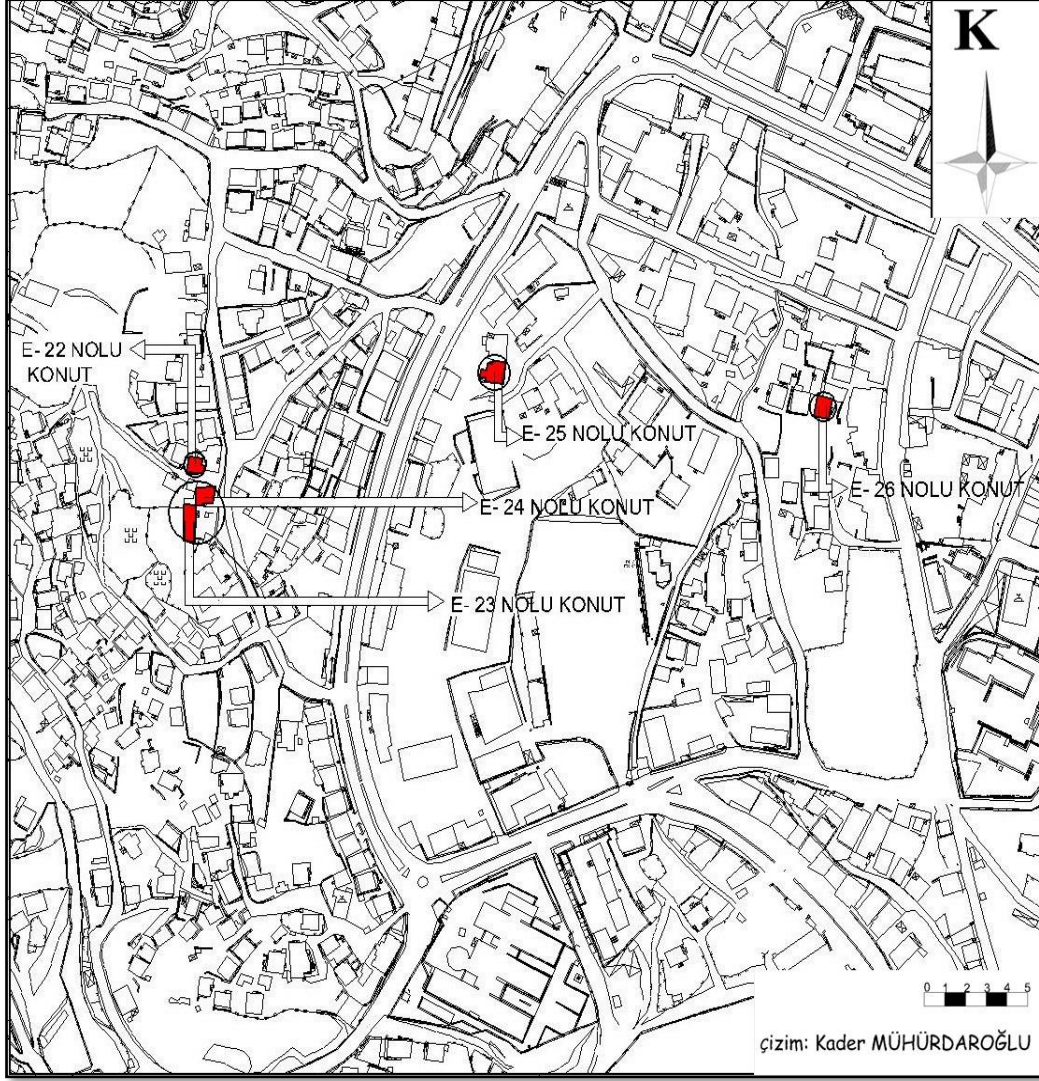 K
E- 22 NOLU
KONUT
E- 25 NOLU KONUT
E- 26 NOLU KONUT
E- 24 NOLU KONUT
E- 23 NOLU KONUT
0 1 2 3 4 5
çizim: Kader MÜHÜRDAROĞLU